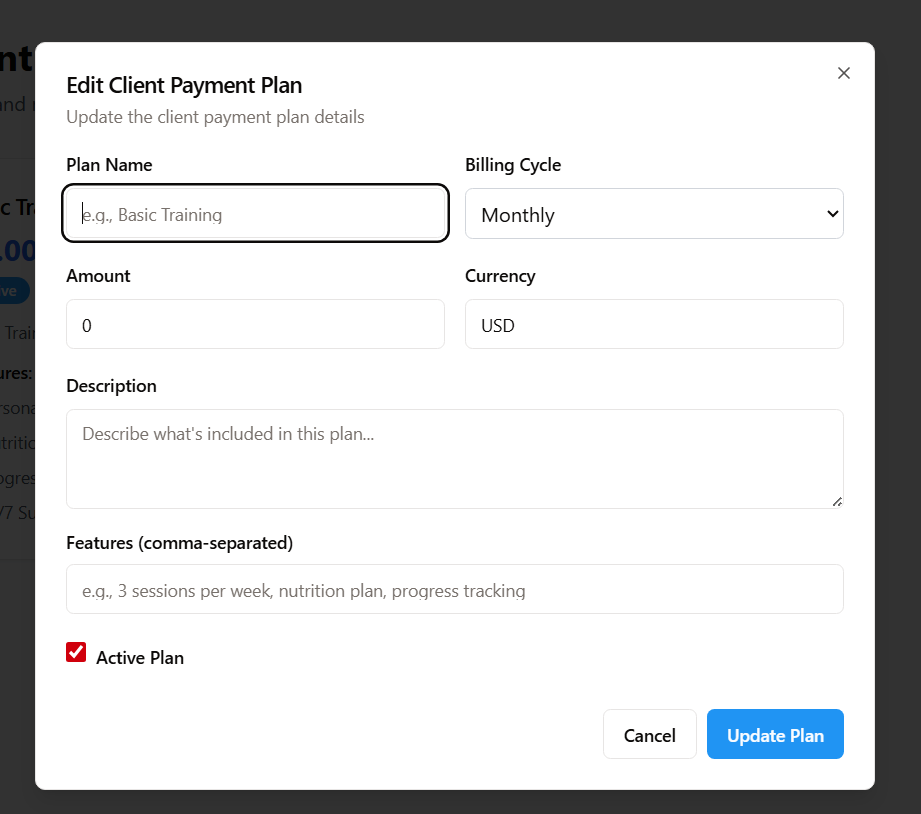 Edit Client Payment Plan
Update the client payment plan details
Plan Name
Billing Cycle
e.g., Basic Training
Monthly
Amount
Currency
0
USD
Description
Describe what's included in this plan...
Features (comma-separated)
e.g., 3 sessions per week, nutrition plan, progress tracking
Active Plan
Cancel
Update Plan